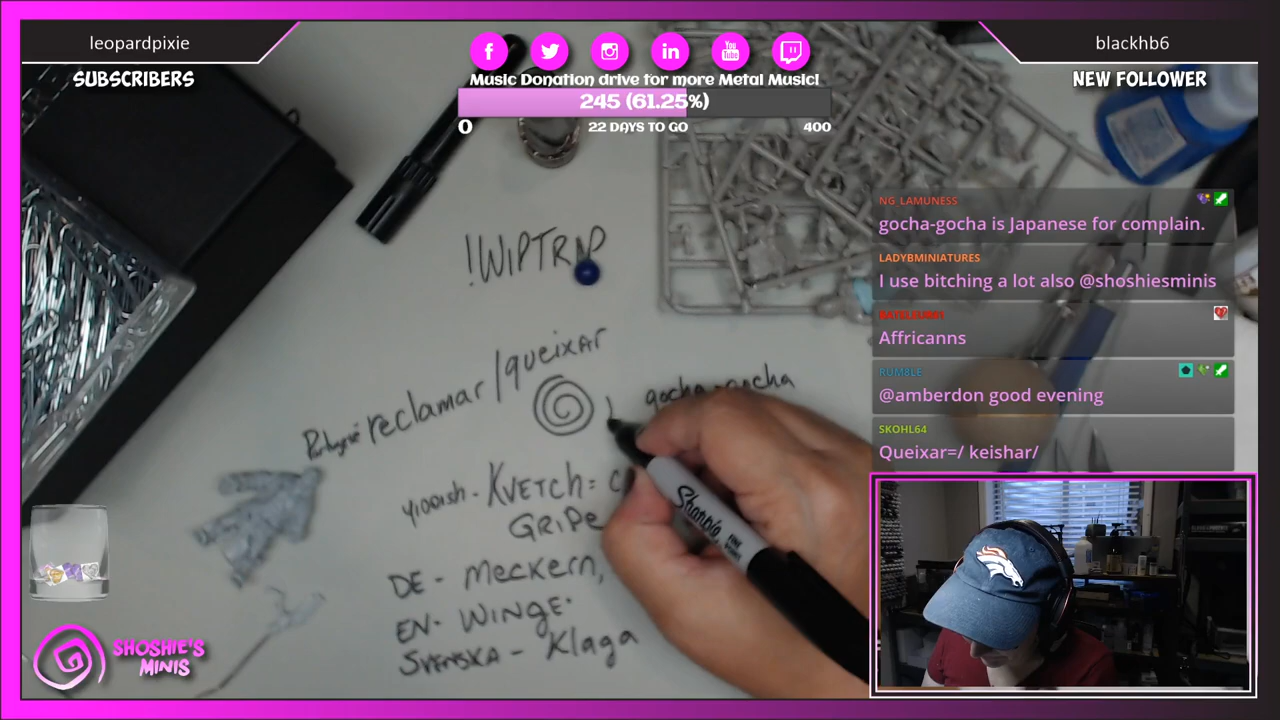 leopardpixie
SUBSCRIBERS
Music Donation drive for more Metal Music!
245 (61.25%)
0
22 DAYS TO GO
400
blackhb6
NEW FOLLOWER
NG_LAMUNESS
gocha-gocha is Japanese for complain.
LADYBMINIATURES
I use bitching a lot also @shoshiesminis
Affricanns
RUM8LE
@amberdon good evening
SKOHL64
Queixar=/ keishar/
!WIPTRND
reclamar/queixar
gocha-gocha
YIDDISH - KVETCH = C
GRIPE
DE - MECKERN,
EN - WINGE.
SVENSKA - Klaga
Sharpie
SHOSHIE'S
MINIS